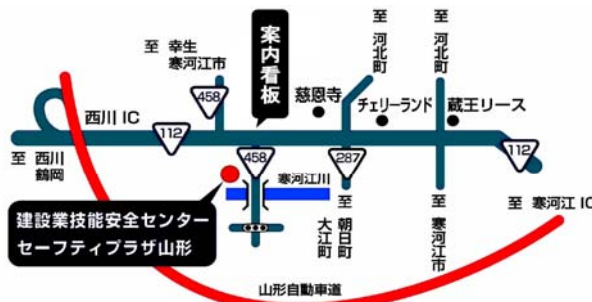 至 幸生
寒河江市
458
案内看板
至 河北町
至 河北町
慈恩寺
チェリーランド
蔵王リース
西川 IC
112
458
287
112
至 西川
鶴岡
寒河江川
至 朝日町
大江町
至 寒河江市
至 寒河江 IC
建設業技能安全センター
セーフティプラザ山形
山形自動車道